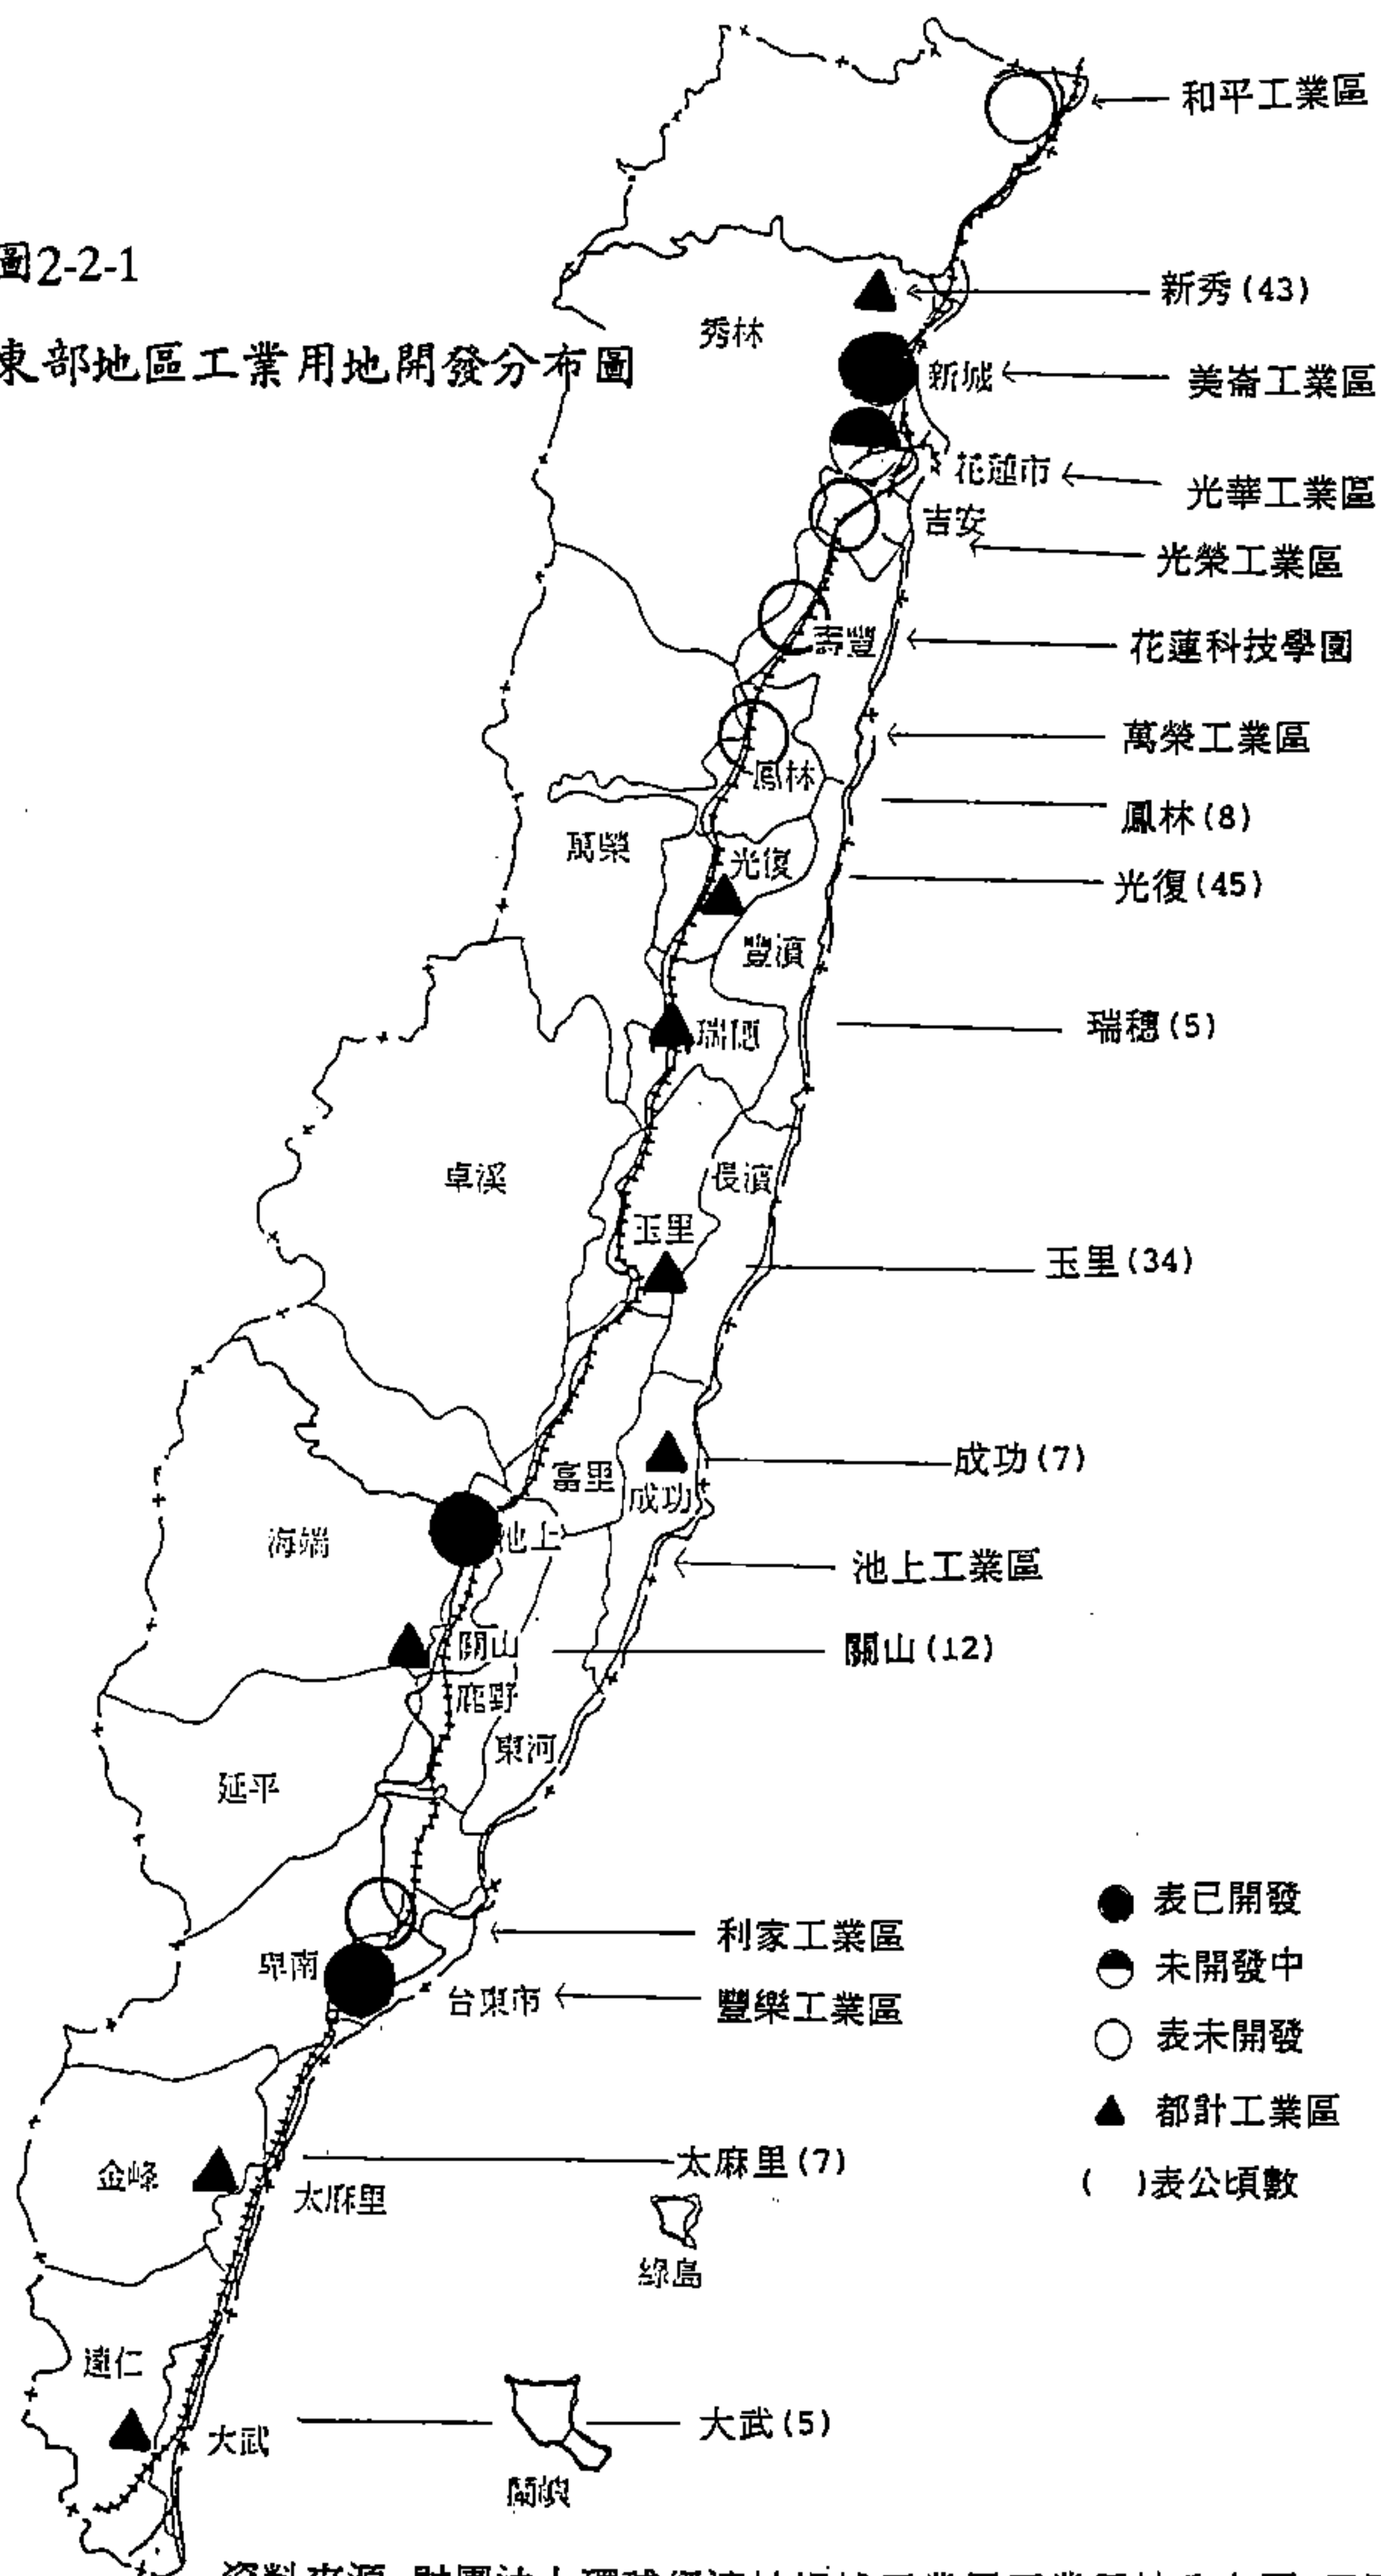 和平工業區
圖2-2-1
新秀(43)
秀林
東部地區工業用地開發分布圖
新城
美崙工業區
花蓮市
光華工業區
吉安
光榮工業區
壽豐
花蓮科技學園
萬榮工業區
鳳林
鳳林(8)
萬榮
光復
光復(45)
豐濱
瑞穗
瑞穗(5)
卓溪
長濱
玉里
玉里(34)
富里
成功(7)
成功
海端
池上
池上工業區
關山
關山(12)
鹿野
東河
延平
表已開發
利家工業區
卑南
未開發中
台東市
豐樂工業區
表未開發
都計工業區
太麻里(7)
金峰
( )表公頃數
太麻里
綠島
達仁
大武
大武(5)
蘭嶼